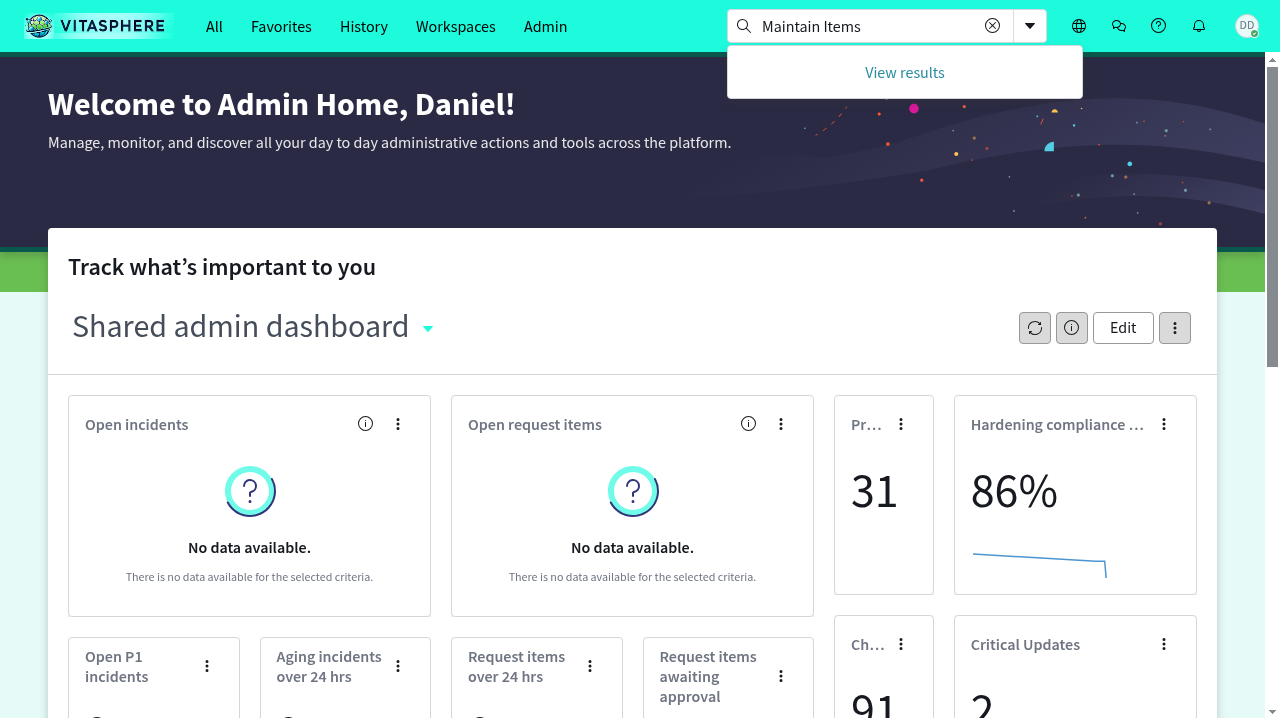 VITASPHERE
All
Favorites
History
Workspaces
Admin
Maintain Items
DD
View results
Welcome to Admin Home, Daniel!
Manage, monitor, and discover all your day to day administrative actions and tools across the platform.
Track what's important to you
Shared admin dashboard
Edit
Open incidents
?
No data available.
There is no data available for the selected criteria.
Open request items
?
No data available.
There is no data available for the selected criteria.
Pr...
31
Hardening compliance ...
86%
Open P1
incidents
Aging incidents
over 24 hrs
Request items
over 24 hrs
Request items
awaiting
approval
Ch...
91
Critical Updates
2